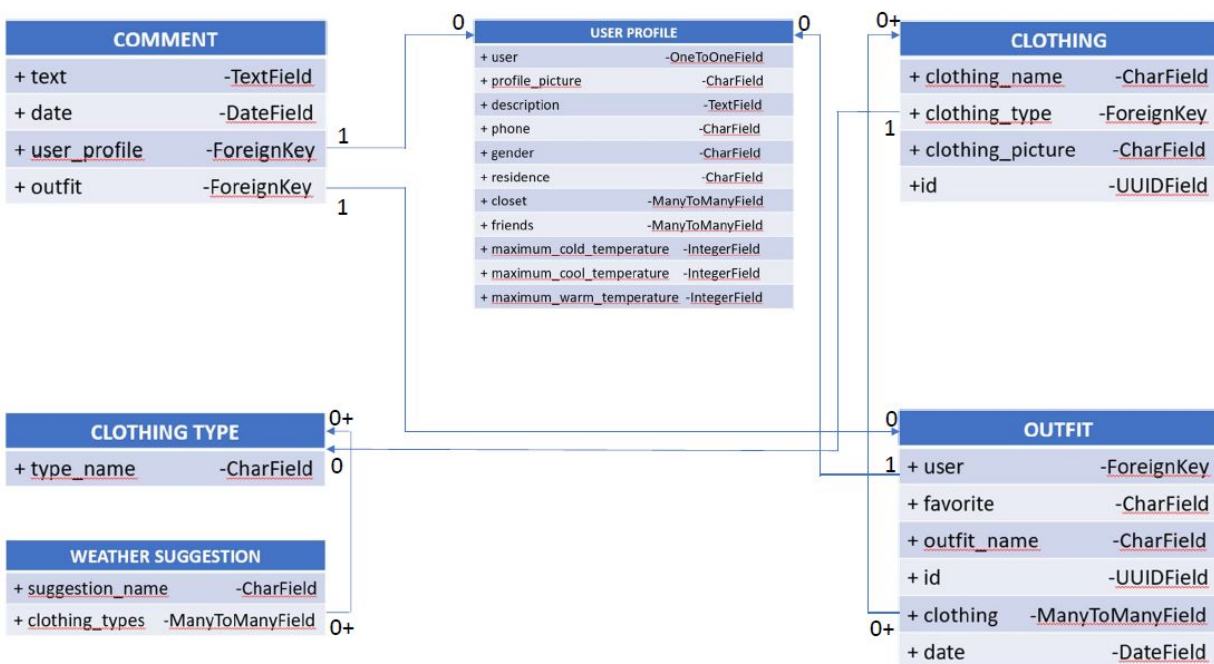 COMMENT
+ text -TextField
+ date -DateField
+ user_profile -ForeignKey
1
+ outfit -ForeignKey
1
0
USER PROFILE
0
+ user -OneToOneField
+ profile_picture -CharField
+ description -TextField
+ phone -CharField
+ gender -CharField
+ residence -CharField
+ closet -ManyToManyField
+ friends -ManyToManyField
+ maximum_cold_temperature -IntegerField
+ maximum_cool_temperature -IntegerField
+ maximum_warm_temperature -IntegerField
0+
CLOTHING
+ clothing_name -CharField
+ clothing_type -ForeignKey
1
+ clothing_picture -CharField
+id -UUIDField
CLOTHING TYPE
0+
+ type_name -CharField
0
WEATHER SUGGESTION
+ suggestion_name -CharField
+ clothing_types -ManyToManyField
0+
0
OUTFIT
1
+ user -ForeignKey
+ favorite -CharField
+ outfit_name -CharField
+ id -UUIDField
0+
+ clothing -ManyToManyField
+ date -DateField